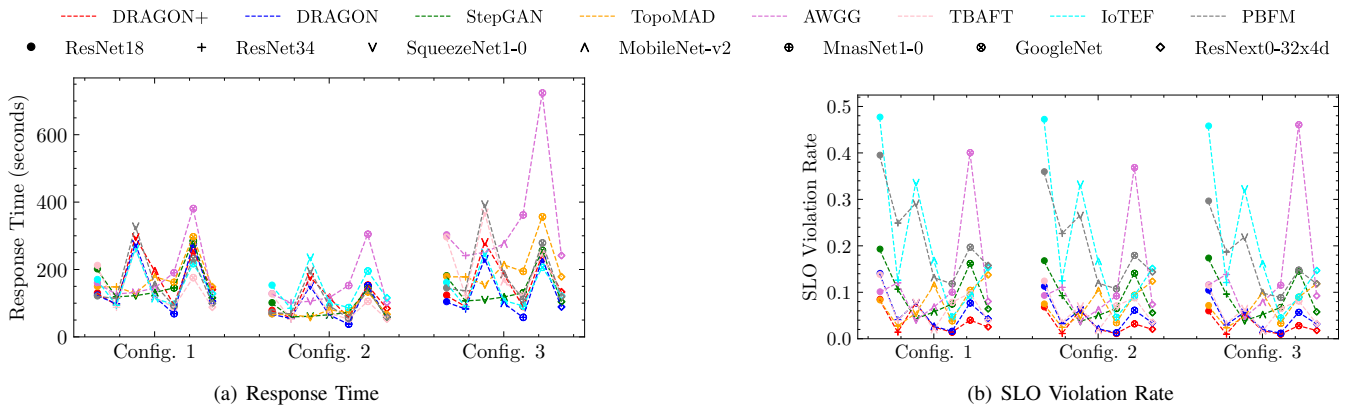 DRAGON+ DRAGON StepGAN TopoMAD AWGG TBAFT IoTEF PBFM
ResNet18 ResNet34 SqueezeNet1-0 MobileNet-v2 MnasNet1-0 GoogleNet ResNext0-32x4d
Response Time (seconds)
600
400
200
0
Config. 1 Config. 2 Config. 3
(a) Response Time
SLO Violation Rate
0.5
0.4
0.3
0.2
0.1
0.0
Config. 1 Config. 2 Config. 3
(b) SLO Violation Rate